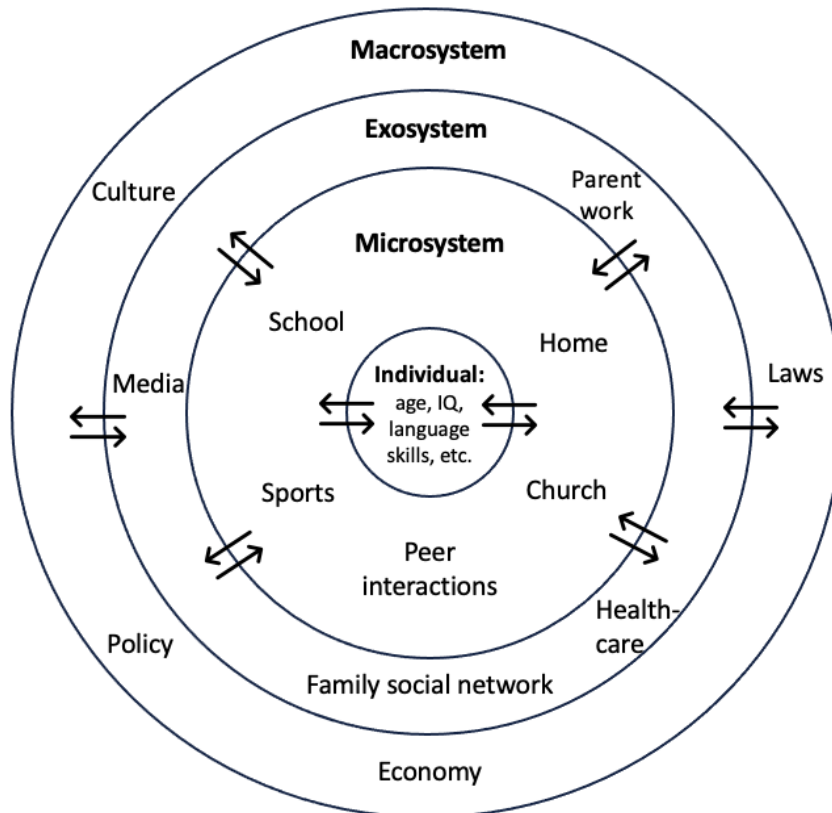 Macrosystem
Exosystem
Culture
Parent
work
Microsystem
School
Home
Media
Individual:
age, IQ,
language
skills, etc.
Laws
Sports
Church
Peer
interactions
Health-
care
Policy
Family social network
Economy